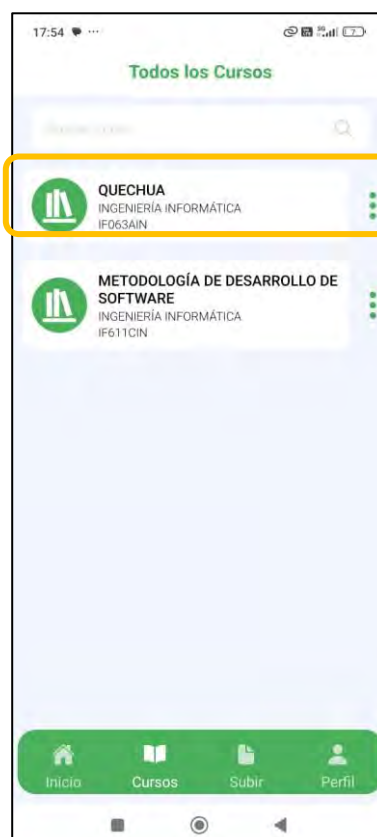 17:54
Todos los Cursos
QUECHUA
INGENIERÍA INFORMÁTICA
IF063AIN
METODOLOGÍA DE DESARROLLO DE
SOFTWARE
INGENIERÍA INFORMÁTICA
IF611CIN
Inicio Cursos Subir Perfil